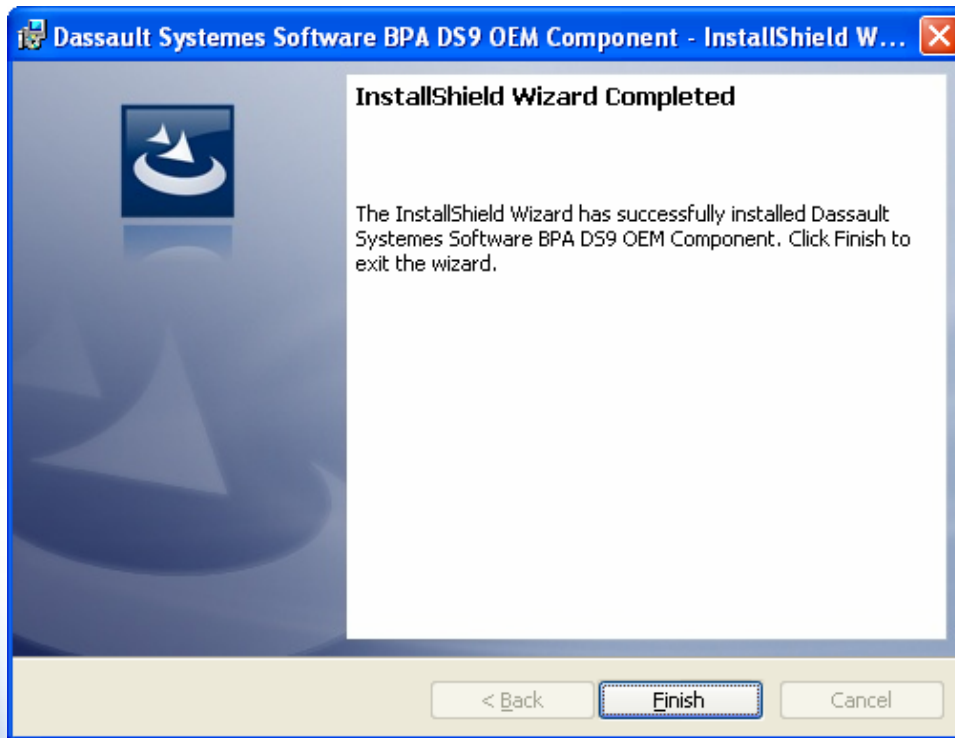 Dassault Systemes Software BPA DS9 OEM Component - InstallShield W...
InstallShield Wizard Completed
The InstallShield Wizard has successfully installed Dassault
Systemes Software BPA DS9 OEM Component. Click Finish to
exit the wizard.
< Back
Finish
Cancel